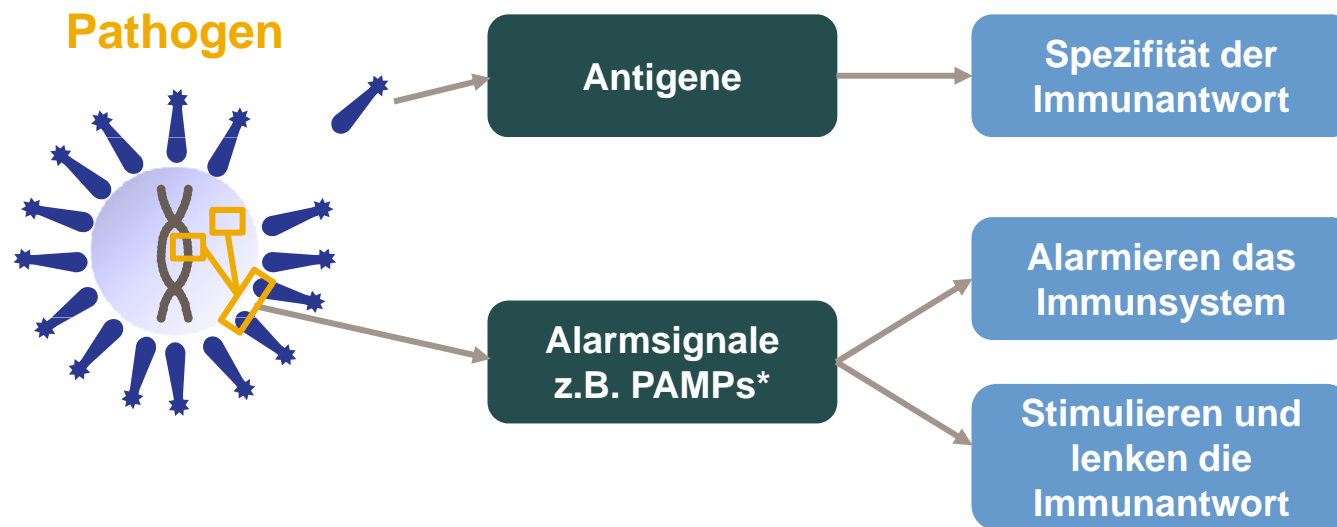 Pathogen
Antigene
Spezifität der
Immunantwort
Alarmsignale
z.B. PAMPs*
Alarmieren das
Immunsystem
Stimulieren und
lenken die
Immunantwort